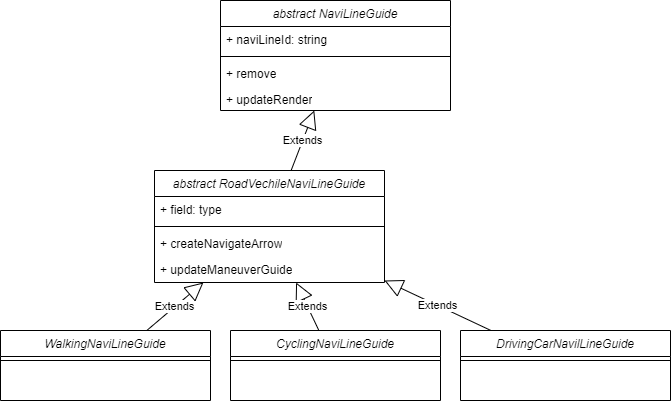 abstract NaviLineGuide
+ naviLineId: string
+ remove
+ updateRender
Extends
abstract RoadVechileNaviLineGuide
+ field: type
+ createNavigateArrow
+ updateManeuverGuide
Extends
Extends
Extends
WalkingNaviLineGuide
CyclingNaviLineGuide
DrivingCarNavilLineGuide